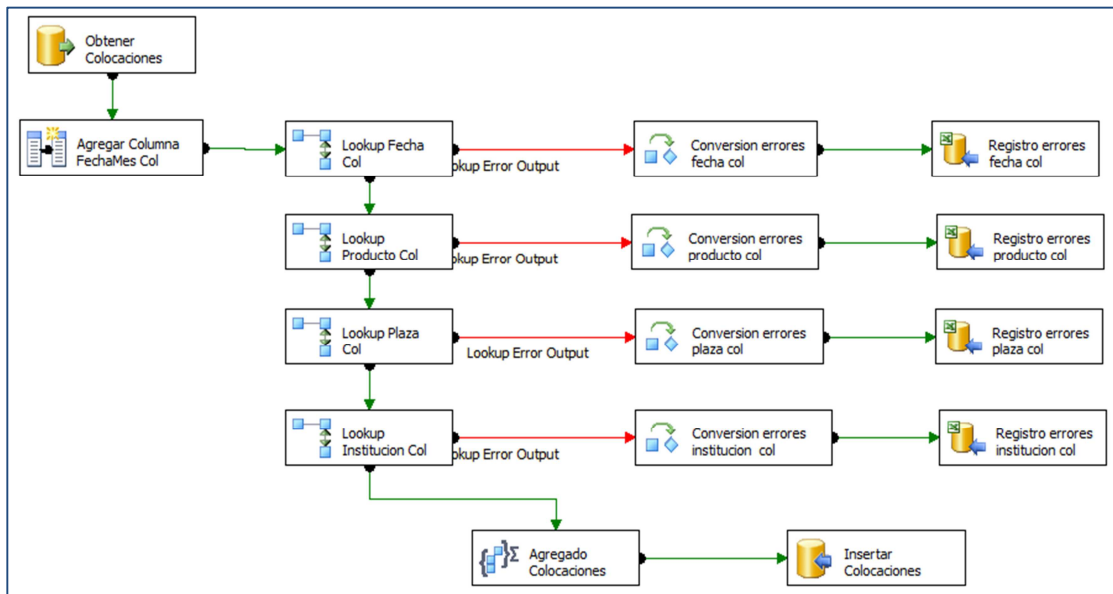 Obtener
Colocaciones
Agregar Columna
FechaMes Col
Lookup Fecha
Col
Lookup Error Output
Conversion errores
fecha col
Registro errores
fecha col
Lookup
Producto Col
Lookup Error Output
Conversion errores
producto col
Registro errores
producto col
Lookup Plaza
Col
Lookup Error Output
Conversion errores
plaza col
Registro errores
plaza col
Lookup
Institucion Col
Lookup Error Output
Conversion errores
institucion col
Registro errores
institucion col
Agregado
Colocaciones
Insertar
Colocaciones